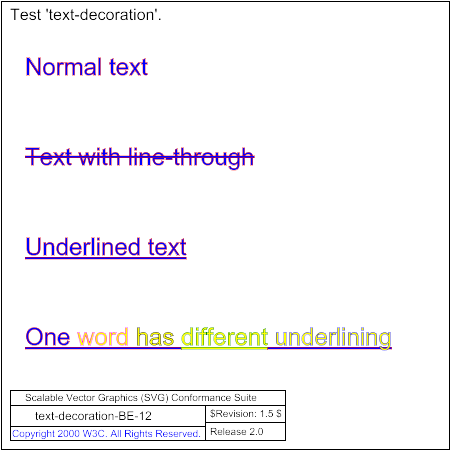 Test 'text-decoration'.
Normal text
Text with line-through
Underlined text
One word has different underlining
Scalable Vector Graphics (SVG) Conformance Suite
text-decoration-BE-12
$Revision: 1.5 $
Copyright 2000 W3C. All Rights Reserved.
Release 2.0